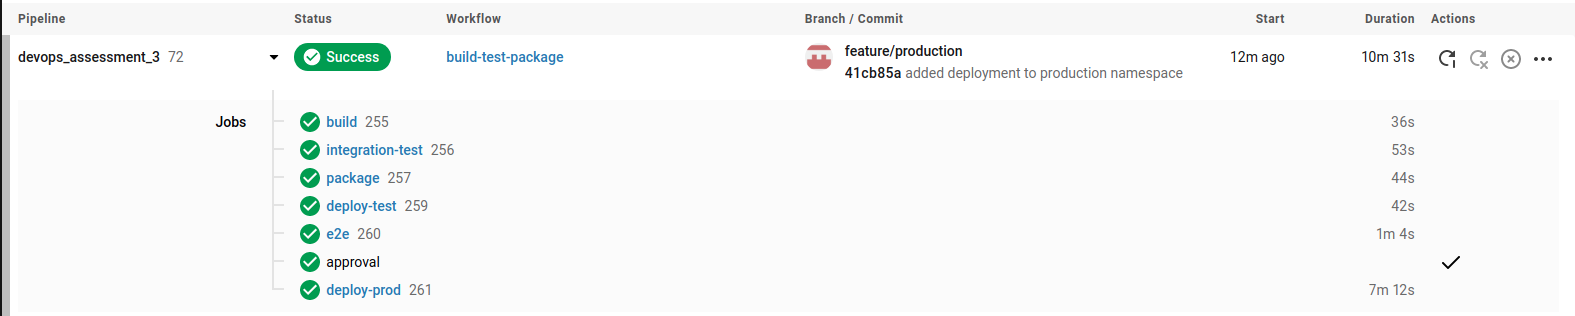 Pipeline Status Workflow Branch / Commit Start Duration Actions
devops_assessment_3 72 Success build-test-package feature/production 12m ago 10m 31s
41cb85a added deployment to production namespace
Jobs build 255 36s
integration-test 256 53s
package 257 44s
deploy-test 259 42s
e2e 260 1m 4s
approval
deploy-prod 261 7m 12s